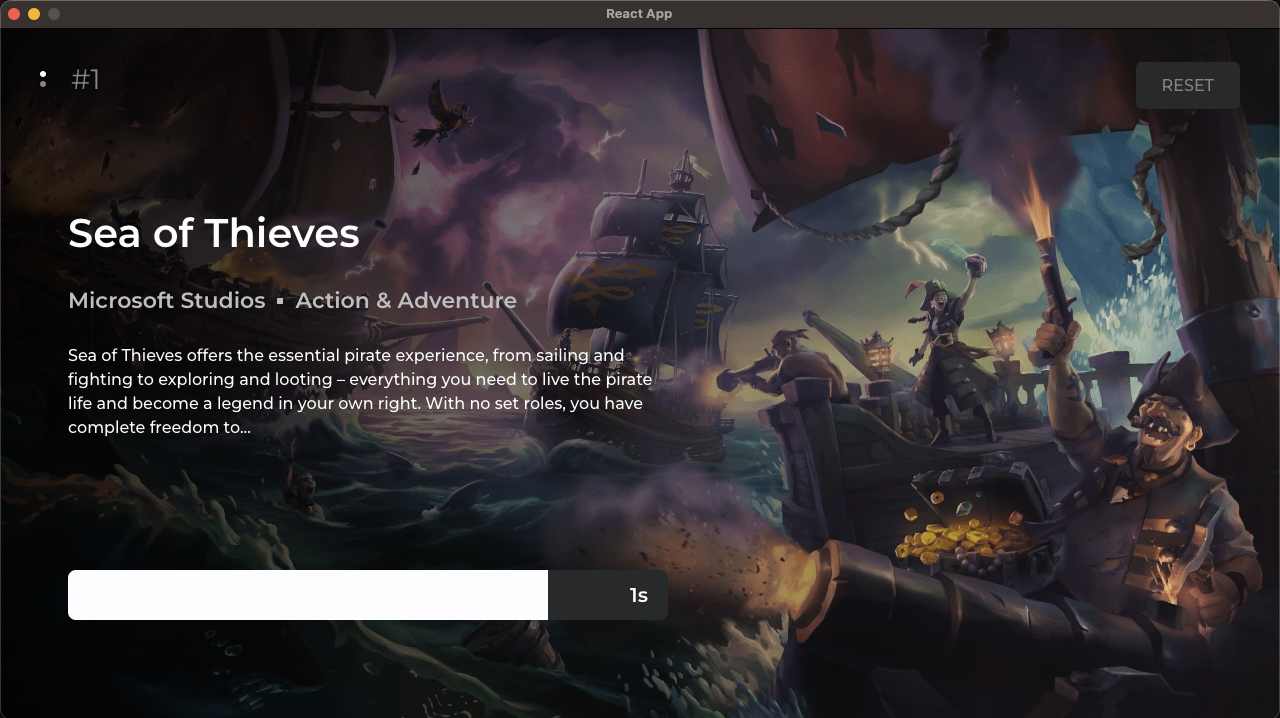 React App
#1
RESET
Sea of Thieves
Microsoft Studios ▪ Action & Adventure
Sea of Thieves offers the essential pirate experience, from sailing and
fighting to exploring and looting – everything you need to live the pirate
life and become a legend in your own right. With no set roles, you have
complete freedom to...
1s